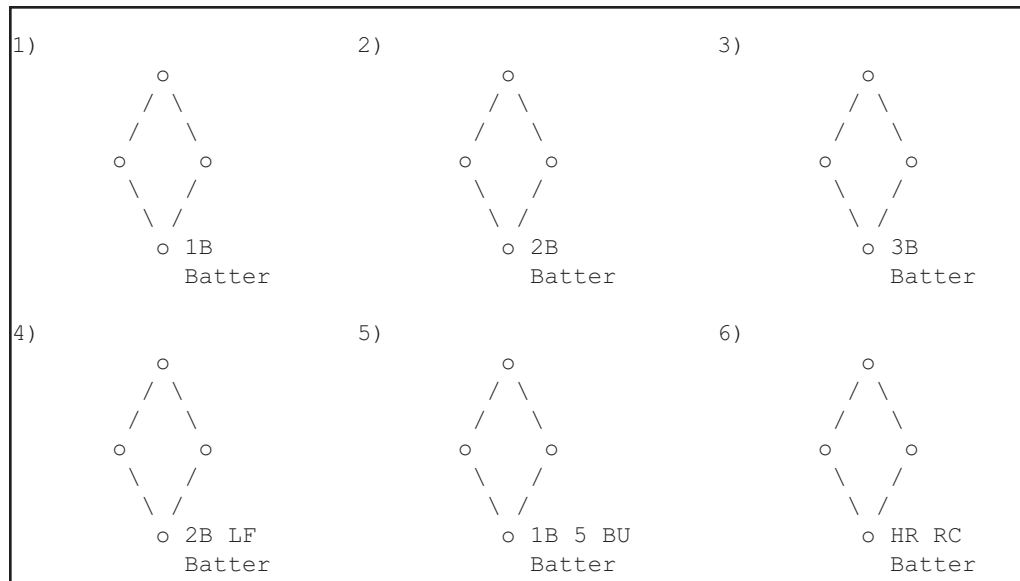 1) 2) 3)
1B 2B 3B
Batter Batter Batter
4) 5) 6)
2B LF 1B 5 BU HR RC
Batter Batter Batter